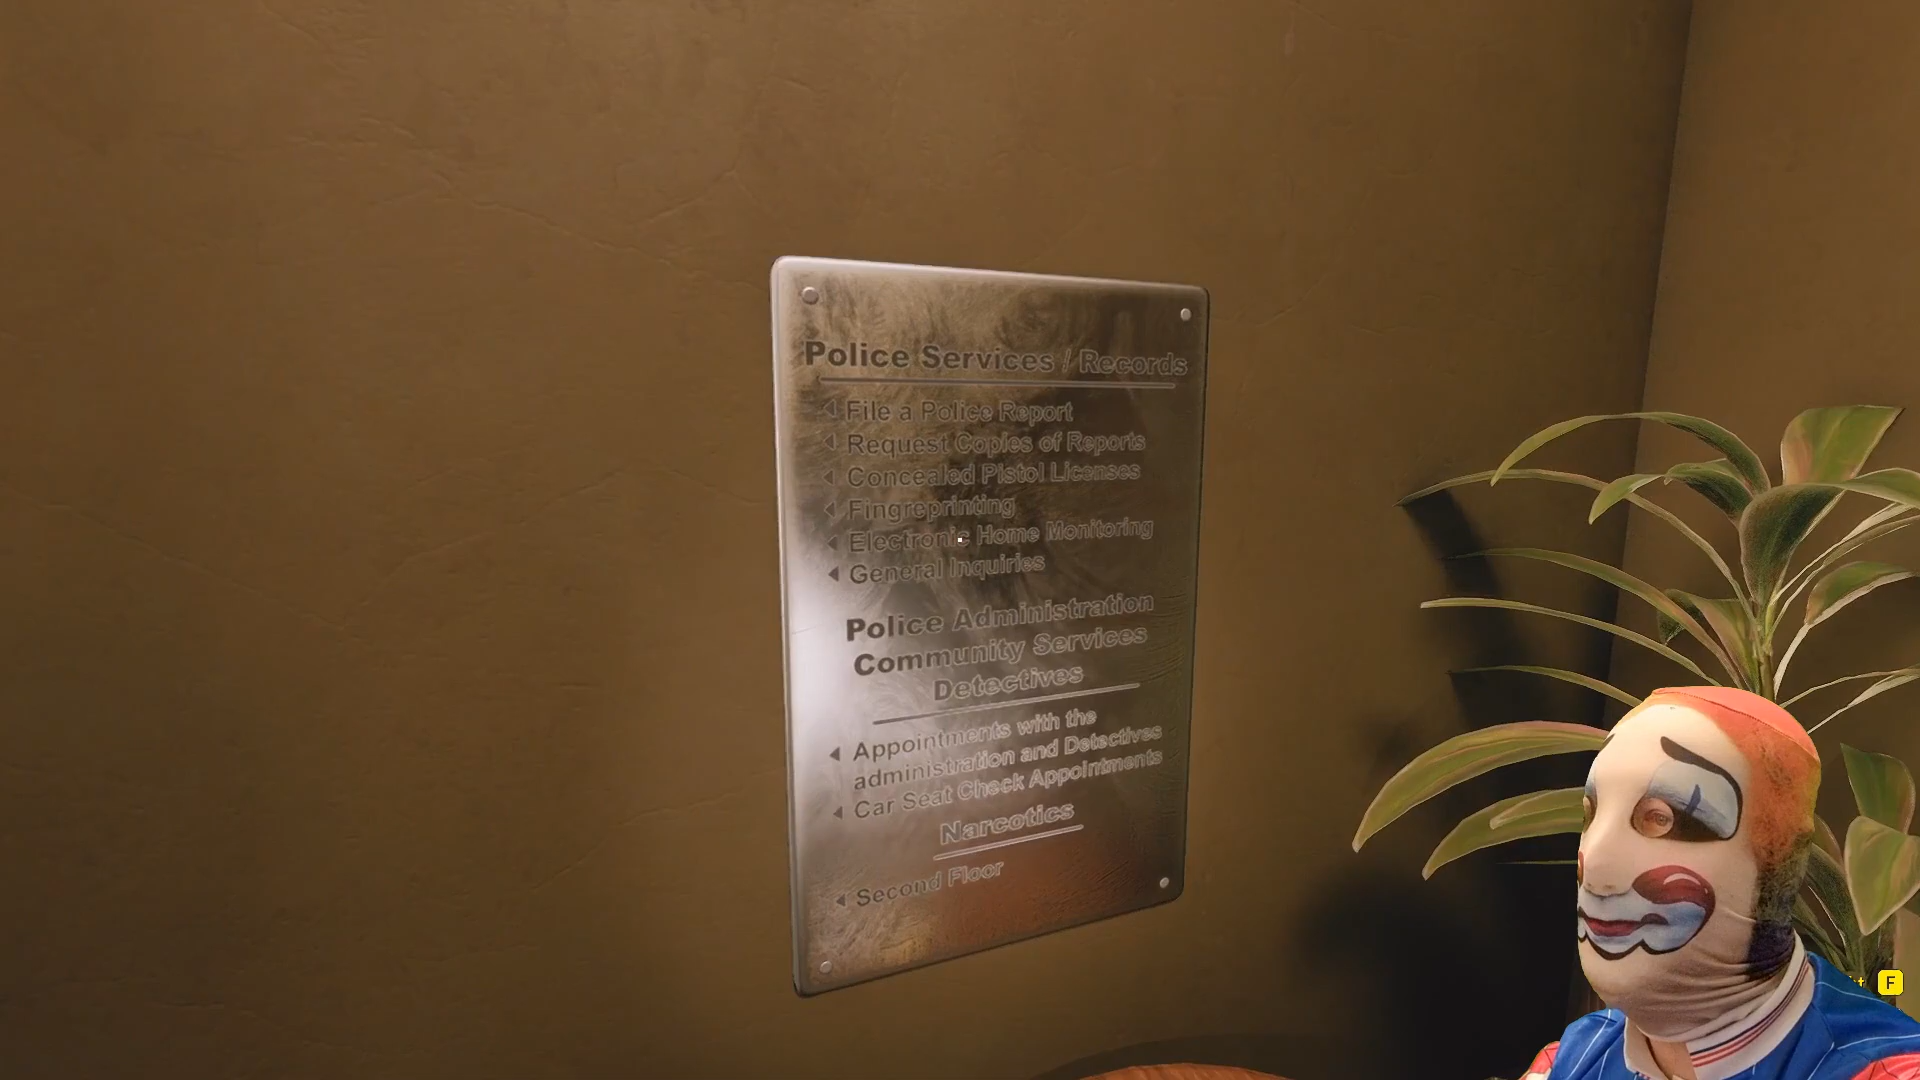 Police Services / Records
File a Police Report
Request Copies of Reports
Concealed Pistol Licenses
Fingreprinting
Electronic Home Monitoring
General Inquiries
Police Administration
Community Services
Detectives
Appointments with the
administration and Detectives
Car Seat Check Appointments
Narcotics
Second Floor
F